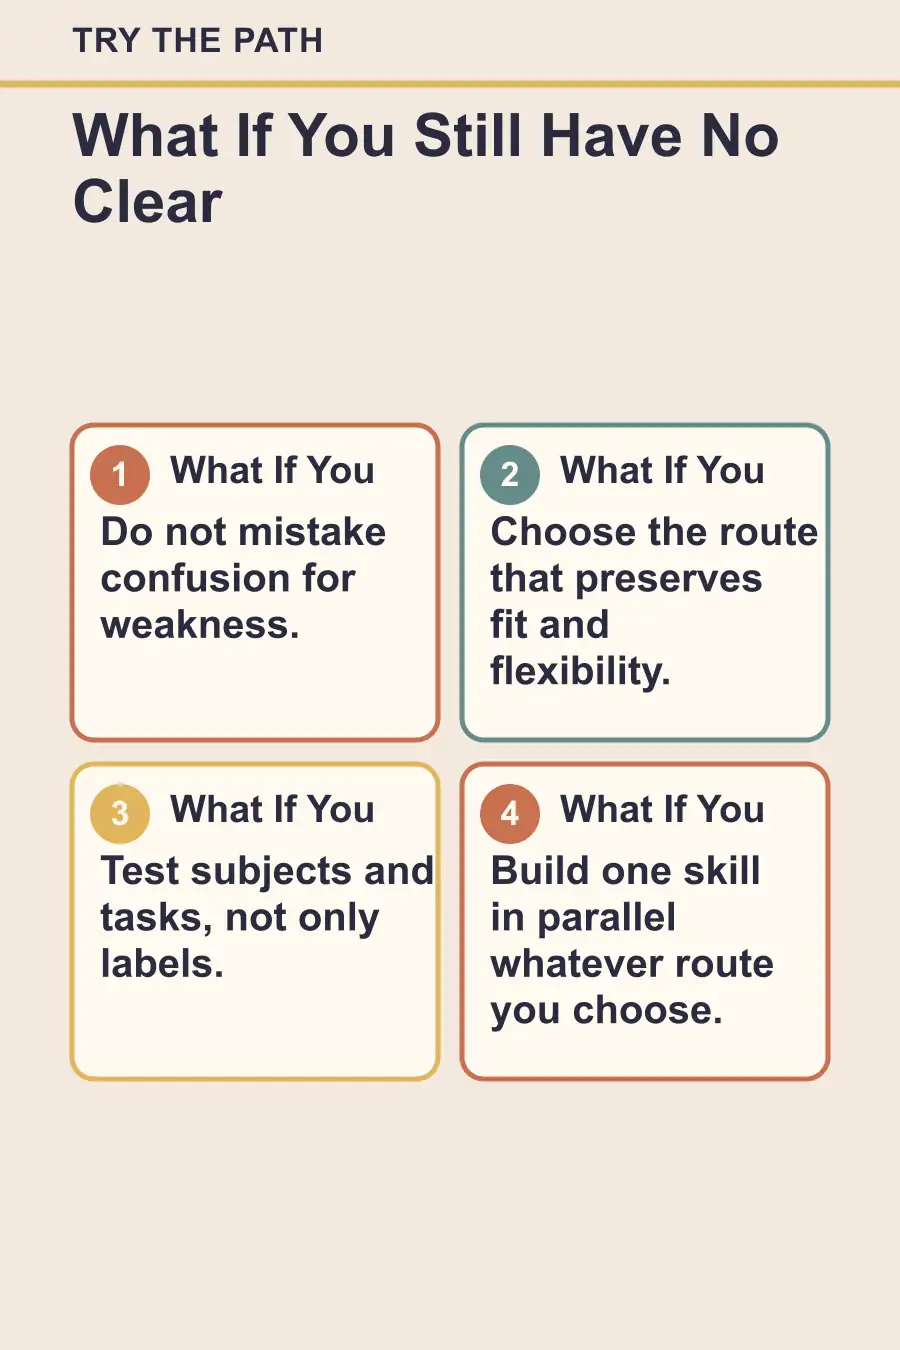 TRY THE PATH
What If You Still Have No
Clear
1 What If You
Do not mistake
confusion for
weakness.
2 What If You
Choose the route
that preserves
fit and
flexibility.
3 What If You
Test subjects and
tasks, not only
labels.
4 What If You
Build one skill
in parallel
whatever route
you choose.